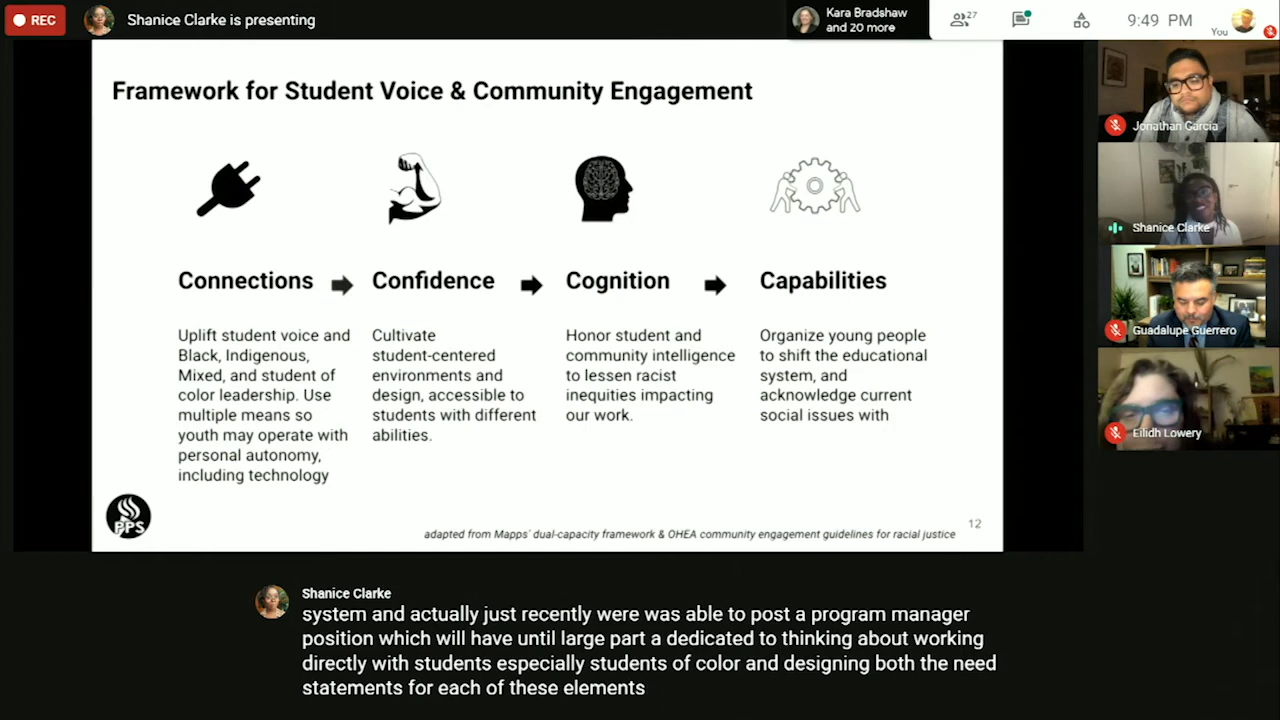 REC
Shanice Clarke is presenting
Kara Bradshaw
and 20 more
27
9:49 PM
You
Framework for Student Voice & Community Engagement
Connections
Confidence
Cognition
Capabilities
Uplift student voice and
Black, Indigenous,
Mixed, and student of
color leadership. Use
multiple means so
youth may operate with
personal autonomy,
including technology
Cultivate
student-centered
environments and
design, accessible to
students with different
abilities.
Honor student and
community intelligence
to lessen racist
inequities impacting
our work.
Organize young people
to shift the educational
system, and
acknowledge current
social issues with
PPS
12
adapted from Mapps' dual-capacity framework & OHEA community engagement guidelines for racial justice
Jonathan Garcia
Shanice Clarke
Guadalupe Guerrero
Eilidh Lowery
Shanice Clarke
system and actually just recently were was able to post a program manager
position which will have until large part a dedicated to thinking about working
directly with students especially students of color and designing both the need
statements for each of these elements